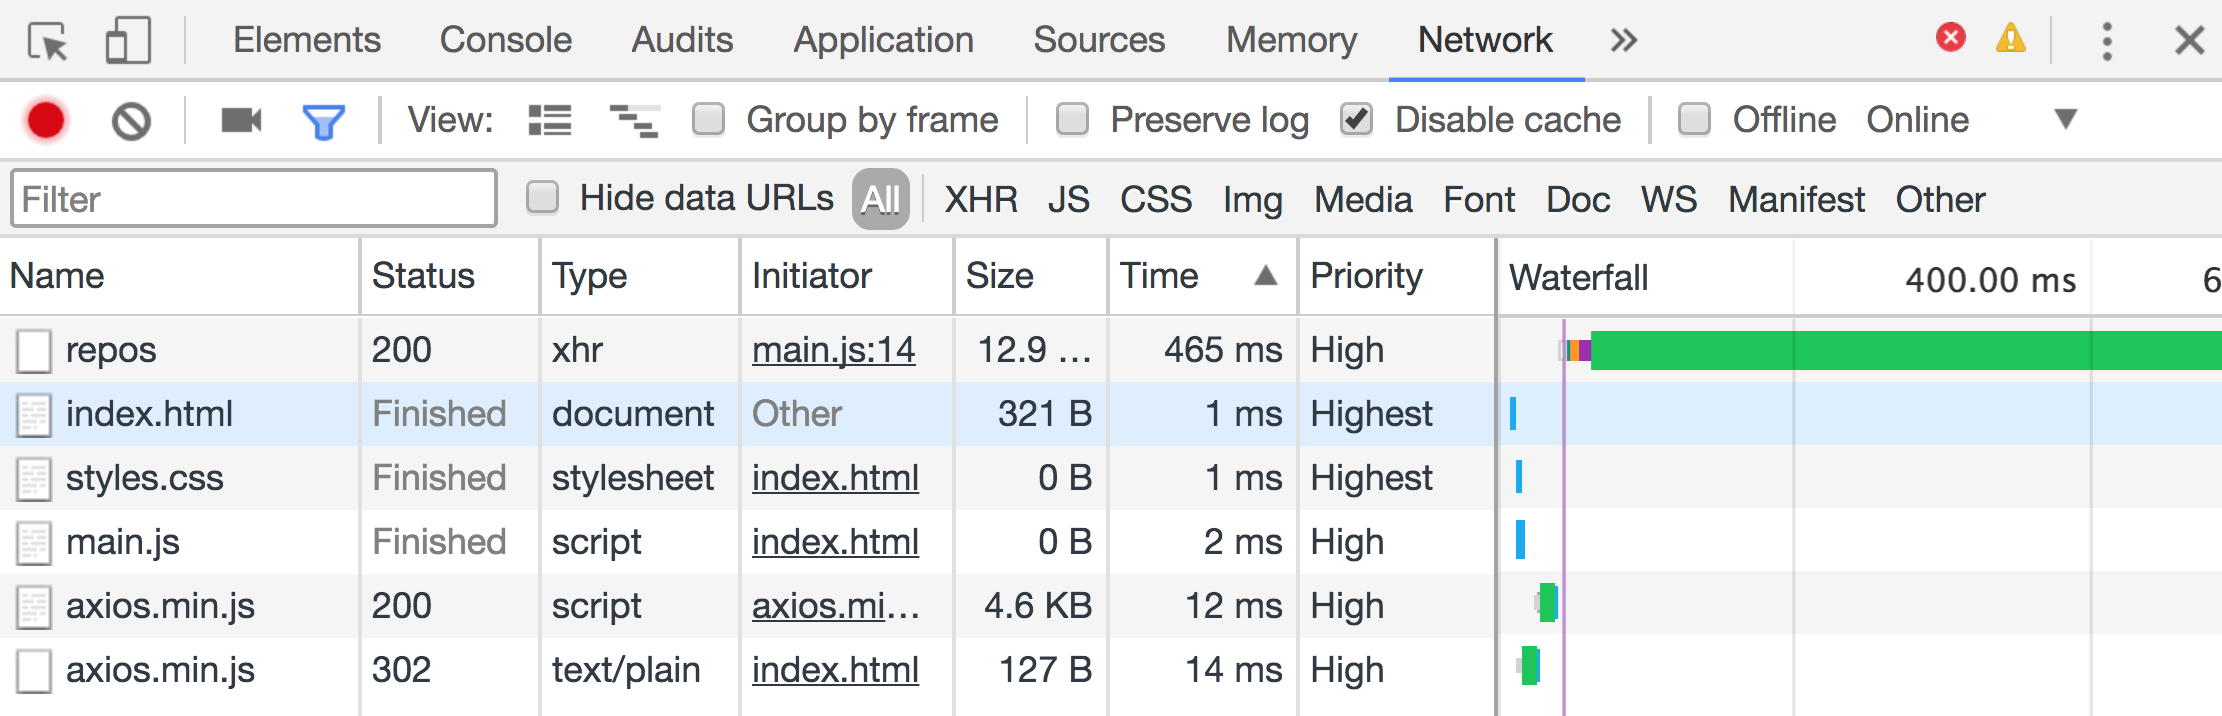 Elements Console Audits Application Sources Memory Network
View: Group by frame Preserve log Disable cache Offline Online
Filter Hide data URLs All XHR JS CSS Img Media Font Doc WS Manifest Other
Name Status Type Initiator Size Time Priority Waterfall 400.00 ms 6
repos 200 xhr main.js:14 12.9 ... 465 ms High
index.html Finished document Other 321 B 1 ms Highest
styles.css Finished stylesheet index.html 0 B 1 ms Highest
main.js Finished script index.html 0 B 2 ms High
axios.min.js 200 script axios.mi... 4.6 KB 12 ms High
axios.min.js 302 text/plain index.html 127 B 14 ms High